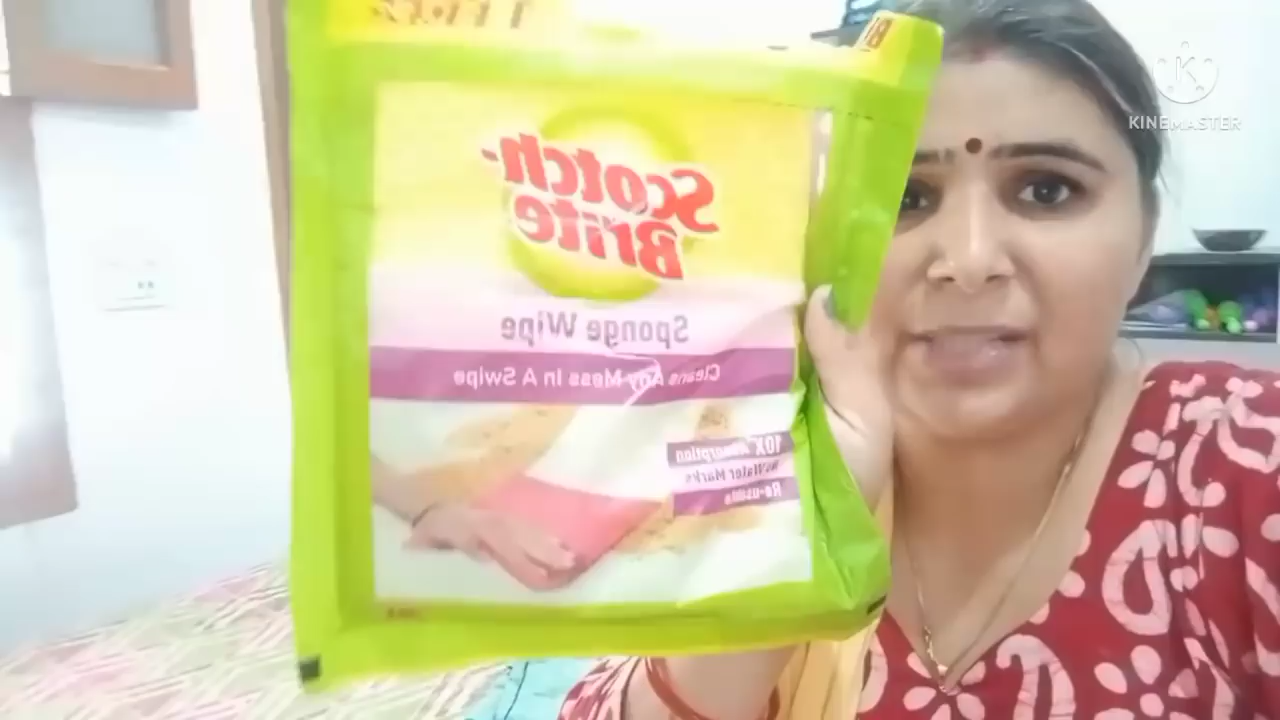 Scotch-
Brite
Sponge Wipe
Cleans Any Mess In A Swipe
10X Absorption
No Water Marks
Re-usable
KINEMASTER